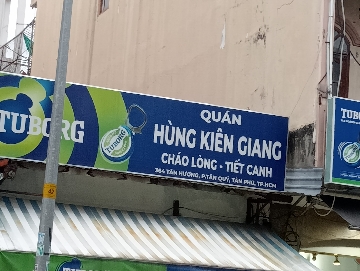 TUBORG
TUBORG
QUÁN
HÙNG KIÊN GIANG
CHÁO LÒNG - TIẾT CANH
364 TÂN HƯƠNG, P.TÂN QUÝ, TÂN PHÚ, TP.HCM
TUBO